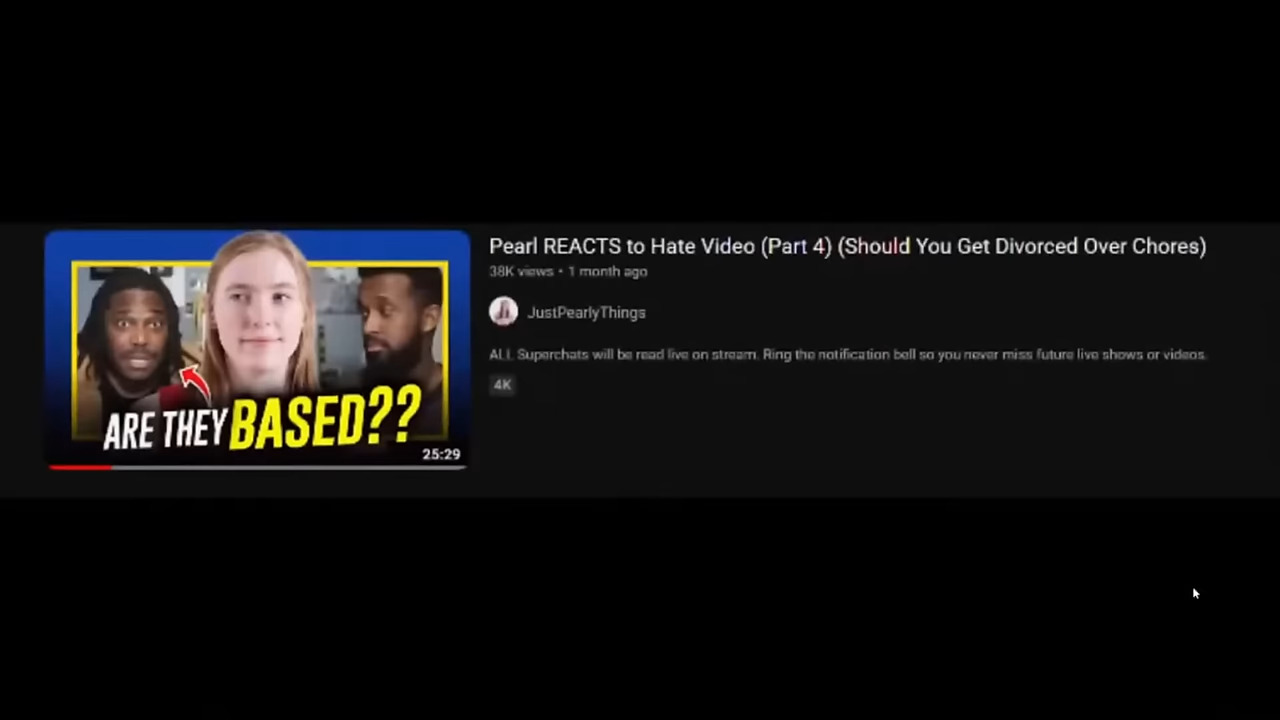 Pearl REACTS to Hate Video (Part 4) (Should You Get Divorced Over Chores)
38K views • 1 month ago
JustPearlyThings
ALL Superchats will be read live on stream. Ring the notification bell so you never miss future live shows or videos.
4K
ARE THEY BASED??
25:29